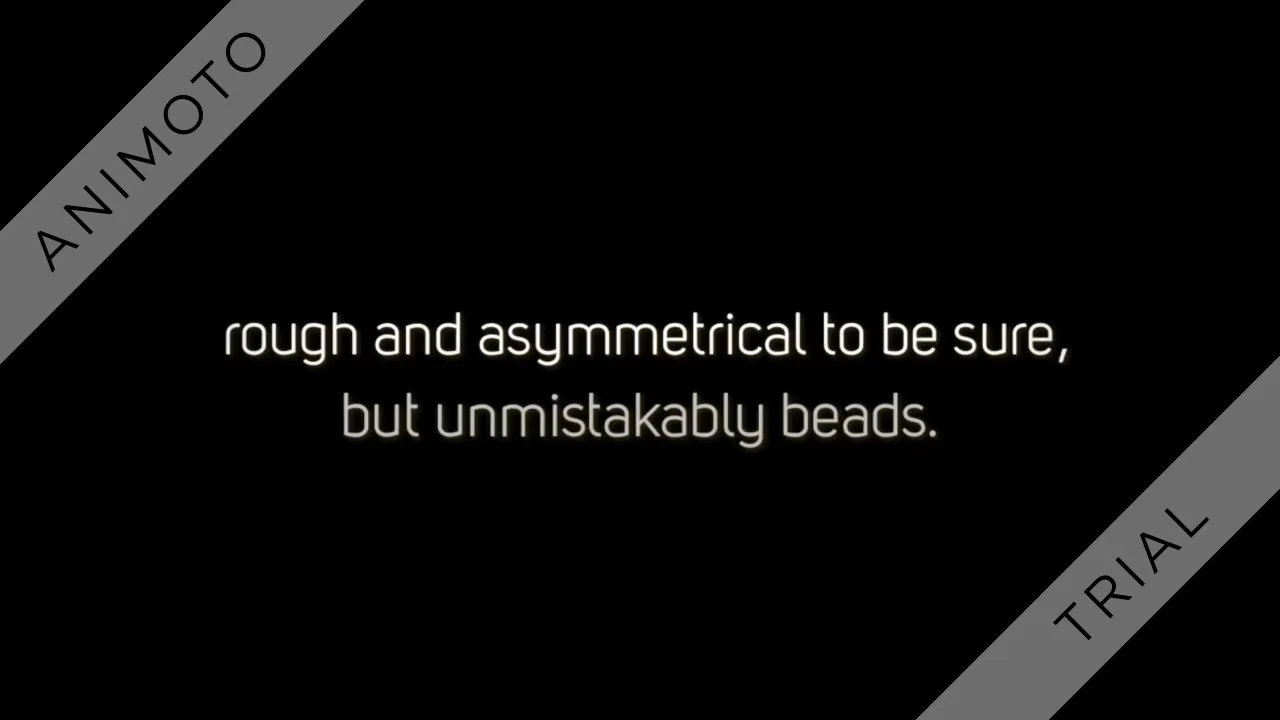 ANIMOTO
rough and asymmetrical to be sure,
but unmistakably beads.
TRIAL